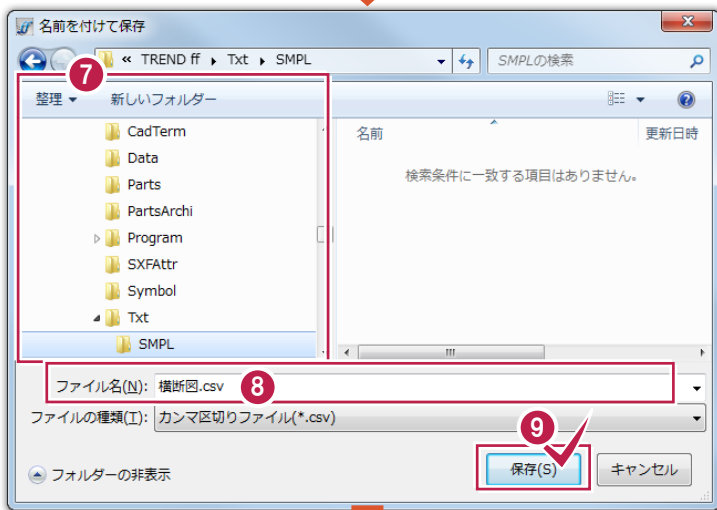 名前を付けて保存
« TREND ff ▸ Txt ▸ SMPL
SMPLの検索
7
整理 ▼ 新しいフォルダー
CadTerm
Data
Parts
PartsArchi
Program
SXFAttr
Symbol
Txt
SMPL
名前 更新日時
検索条件に一致する項目はありません。
ファイル名(N): 横断図.csv
8
ファイルの種類(T): カンマ区切りファイル(*.csv)
9
フォルダーの非表示
保存(S) キャンセル